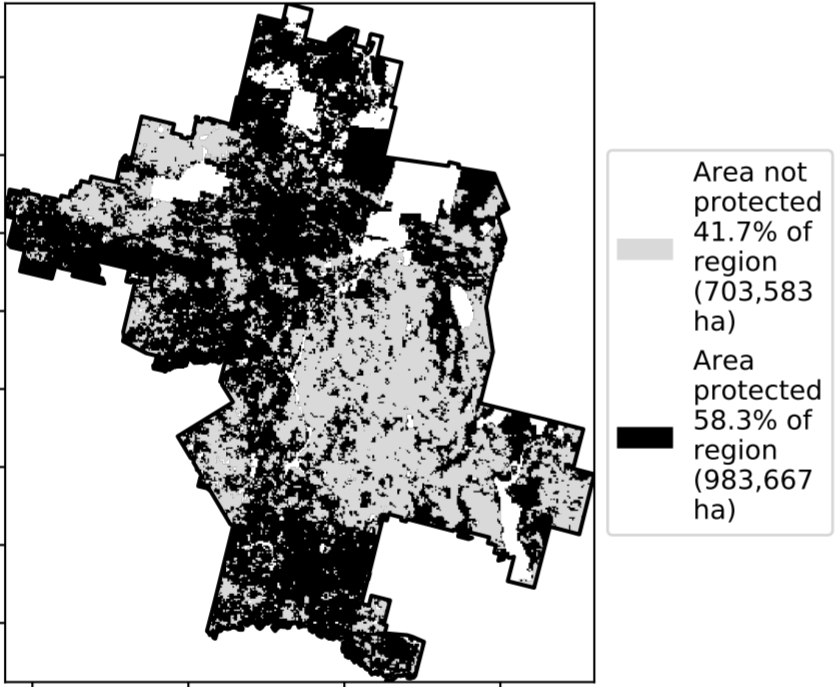 Area not
protected
41.7% of
region
(703,583
ha)
Area
protected
58.3% of
region
(983,667
ha)